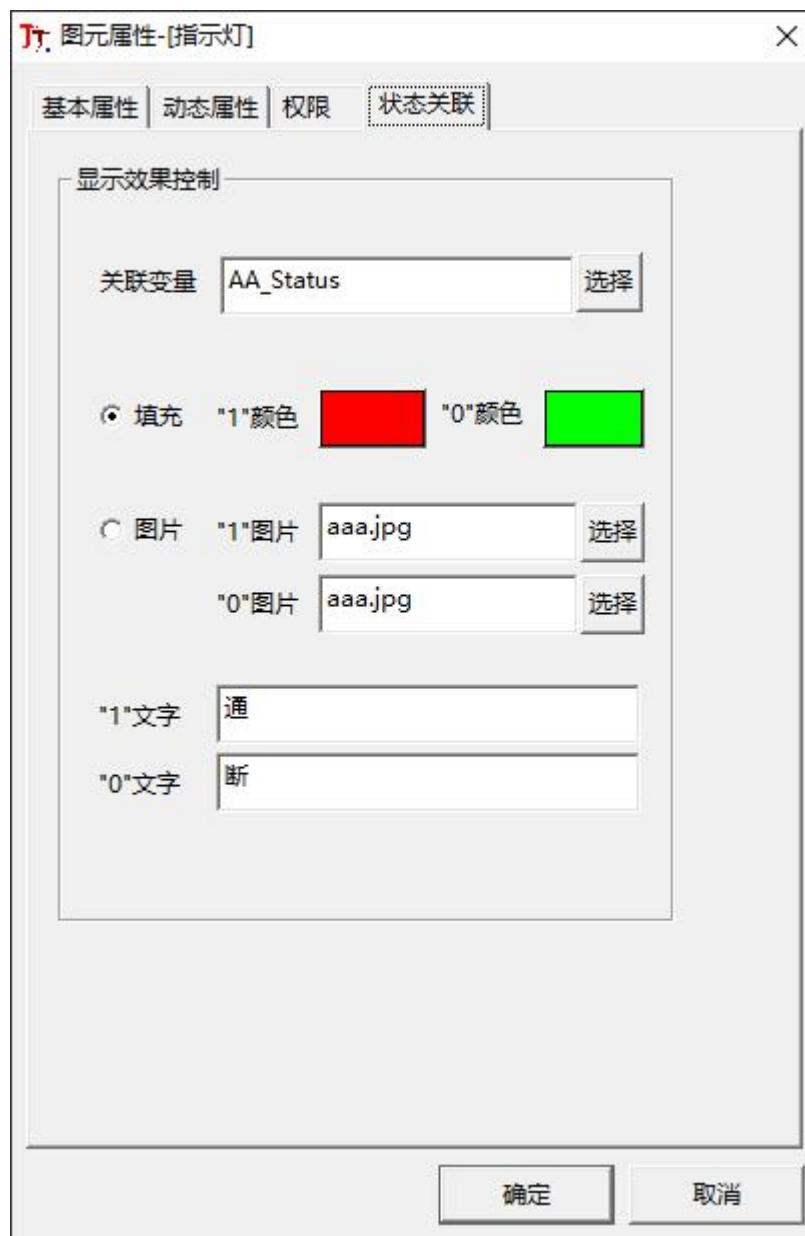 图元属性-[指示灯]
基本属性 动态属性 权限 状态关联
显示效果控制
关联变量 AA_Status 选择
填充 "1"颜色 "0"颜色
图片 "1"图片 aaa.jpg 选择
"0"图片 aaa.jpg 选择
"1"文字 通
"0"文字 断
确定 取消